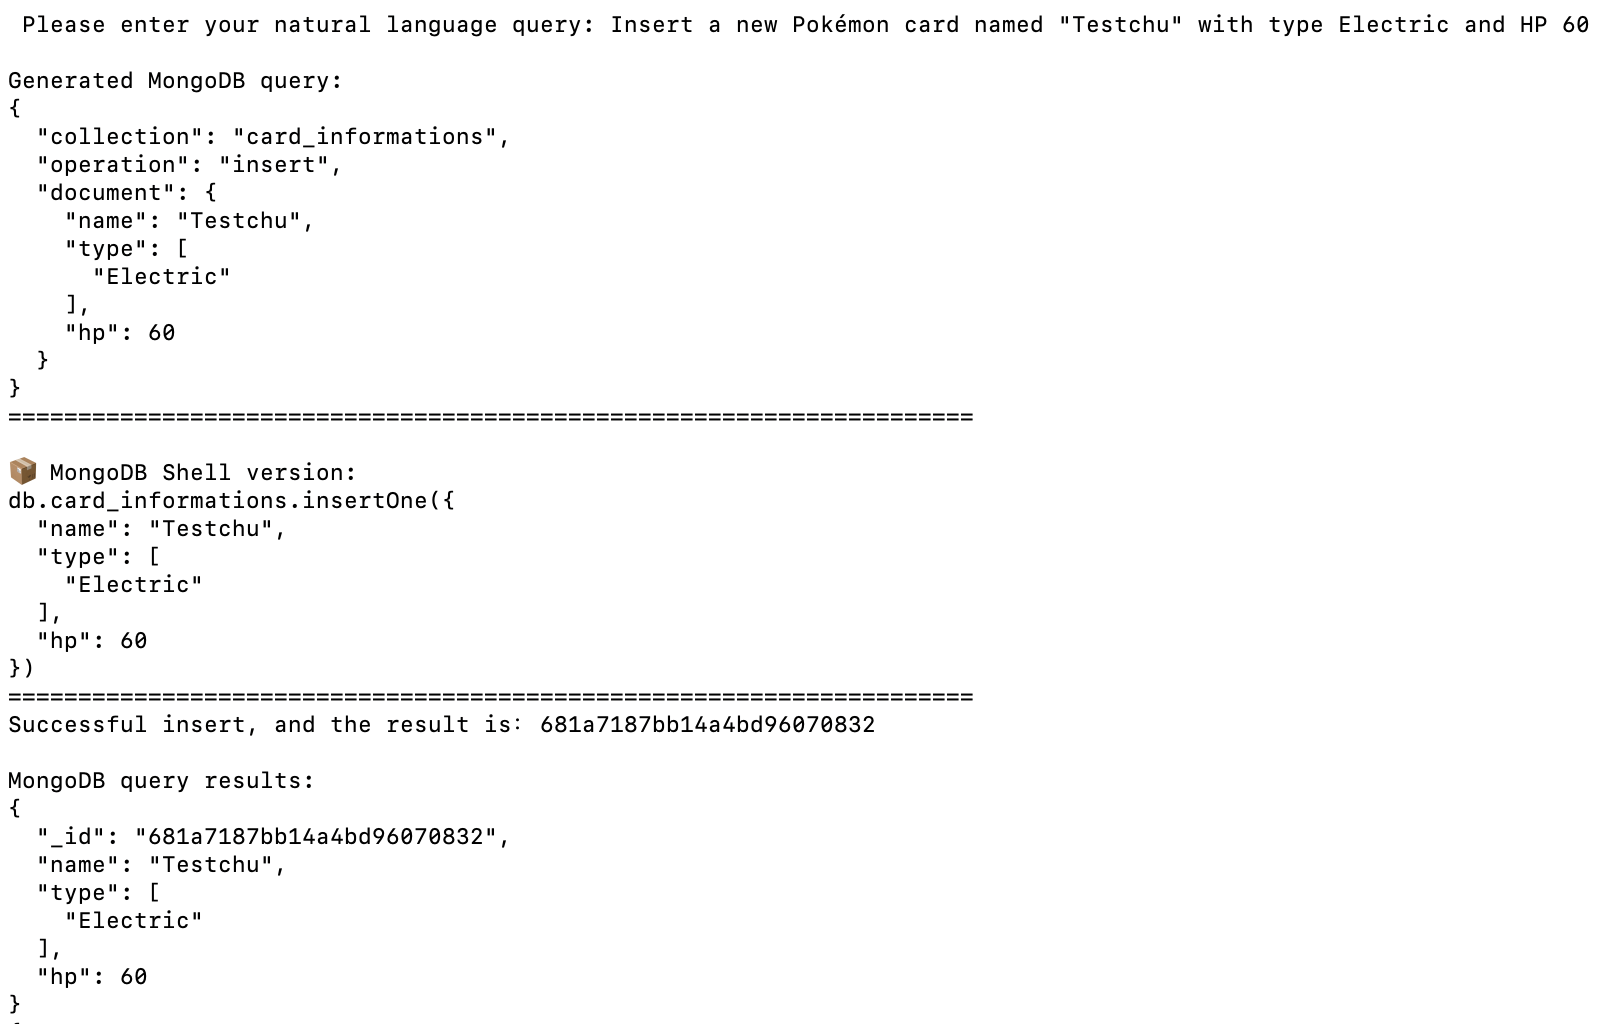 Please enter your natural language query: Insert a new Pokémon card named "Testchu" with type Electric and HP 60
Generated MongoDB query:
{
  "collection": "card_informations",
  "operation": "insert",
  "document": {
    "name": "Testchu",
    "type": [
      "Electric"
    ],
    "hp": 60
  }
}
=====================================================================
📦 MongoDB Shell version:
db.card_informations.insertOne({
  "name": "Testchu",
  "type": [
    "Electric"
  ],
  "hp": 60
})
=====================================================================
Successful insert, and the result is: 681a7187bb14a4bd96070832
MongoDB query results:
{
  "_id": "681a7187bb14a4bd96070832",
  "name": "Testchu",
  "type": [
    "Electric"
  ],
  "hp": 60
}